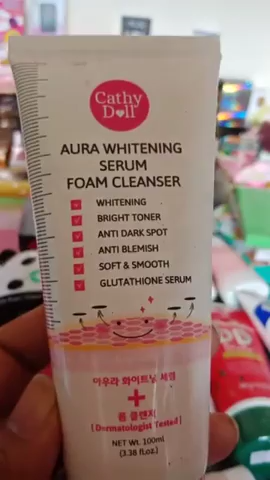 Cathy
Doll
AURA WHITENING
SERUM
FOAM CLEANSER
WHITENING
BRIGHT TONER
ANTI DARK SPOT
ANTI BLEMISH
SOFT & SMOOTH
GLUTATHIONE SERUM
아우라 화이트닝 세럼
+
폼 클렌저
[ Dermatologist Tested ]
NET Wt. 100ml
(3.38 fl.oz.)